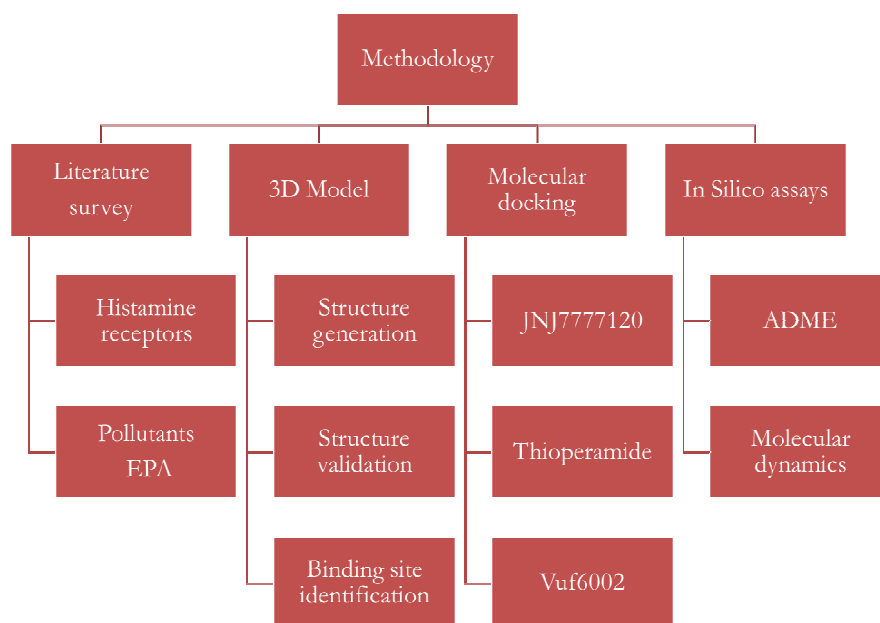 Methodology
Literature
survey
3D Model
Molecular
docking
In Silico assays
Histamine
receptors
Structure
generation
JNJ7777120
ADME
Pollutants
EPA
Structure
validation
Thioperamide
Molecular
dynamics
Binding site
identification
Vuf6002